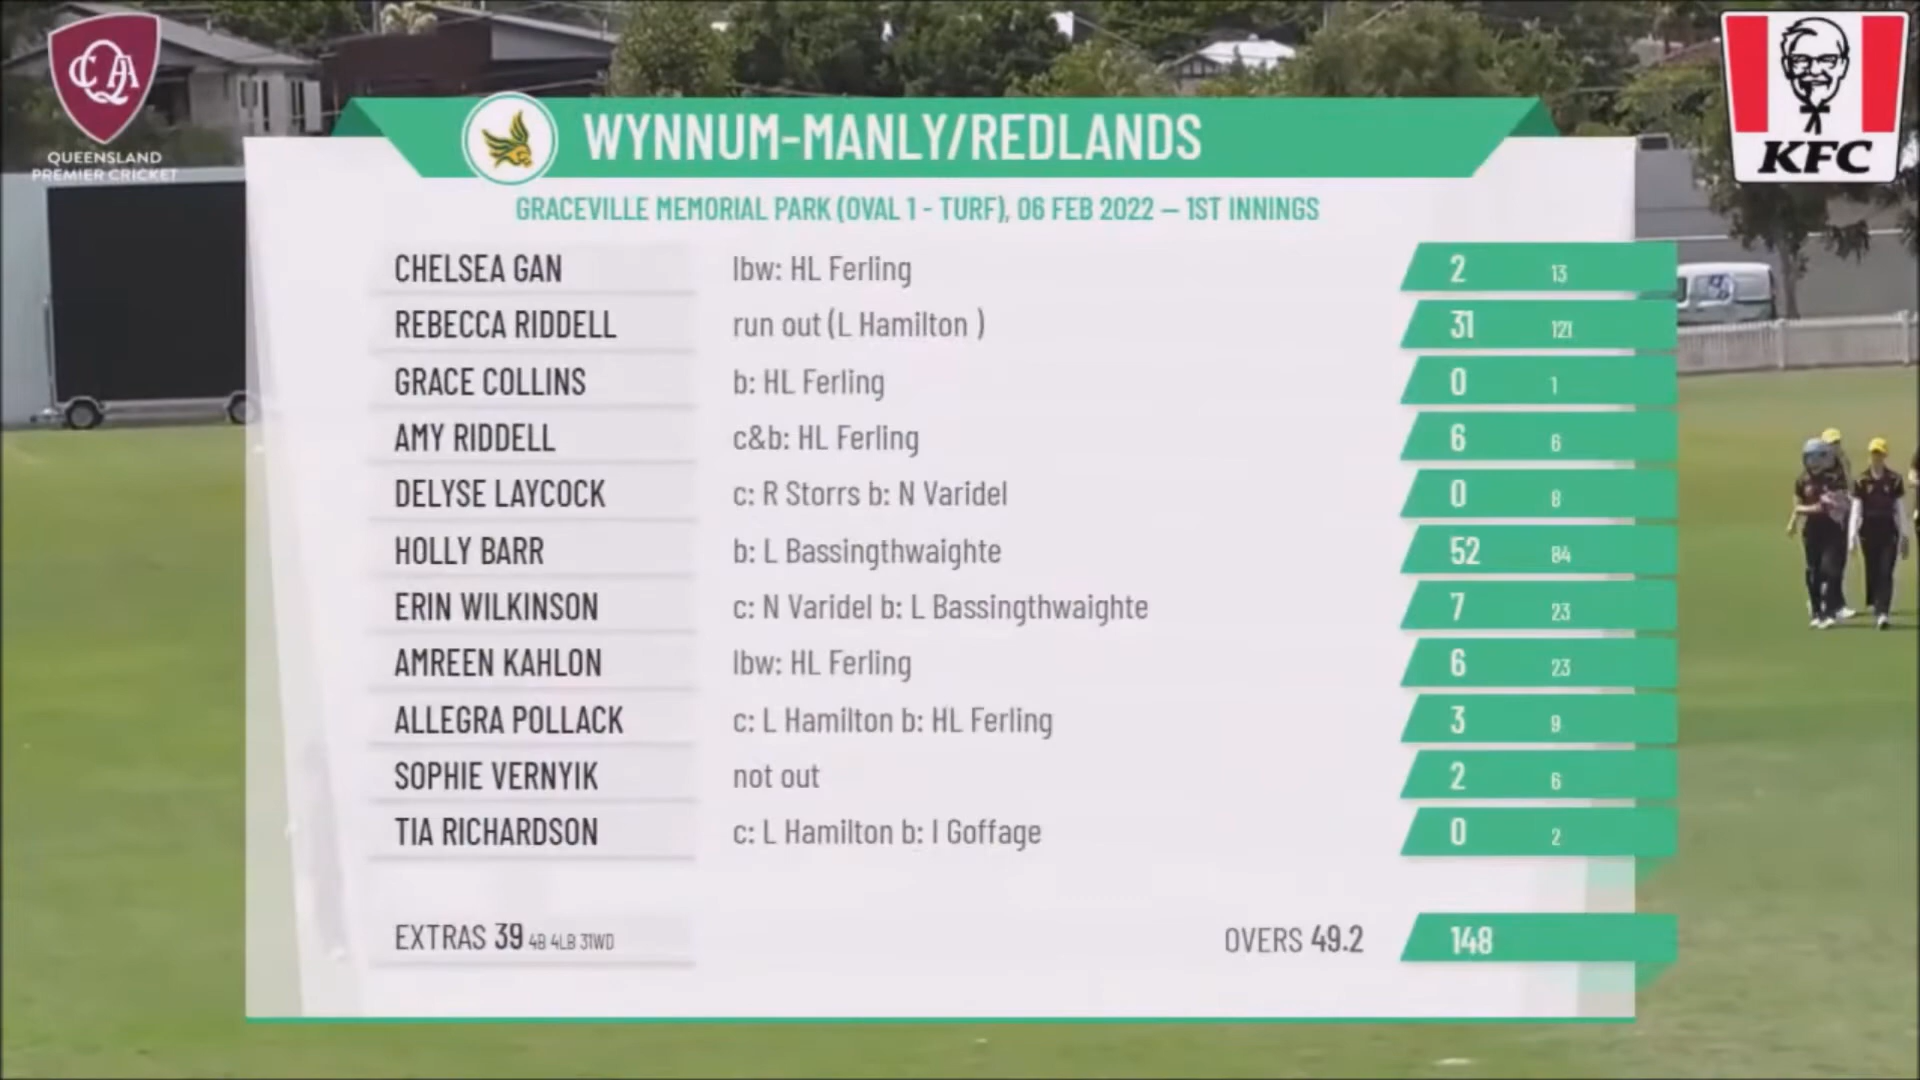 QUEENSLAND
PREMIER CRICKET
KFC
WYNNUM-MANLY/REDLANDS
GRACEVILLE MEMORIAL PARK (OVAL 1 - TURF), 06 FEB 2022 – 1ST INNINGS
CHELSEA GAN lbw: HL Ferling 2 13
REBECCA RIDDELL run out (L Hamilton ) 31 121
GRACE COLLINS b: HL Ferling 0 1
AMY RIDDELL c&b: HL Ferling 6 6
DELYSE LAYCOCK c: R Storrs b: N Varidel 0 8
HOLLY BARR b: L Bassingthwaighte 52 84
ERIN WILKINSON c: N Varidel b: L Bassingthwaighte 7 23
AMREEN KAHLON lbw: HL Ferling 6 23
ALLEGRA POLLACK c: L Hamilton b: HL Ferling 3 9
SOPHIE VERNYIK not out 2 6
TIA RICHARDSON c: L Hamilton b: I Goffage 0 2
EXTRAS 39 4B 4LB 31WD OVERS 49.2 148